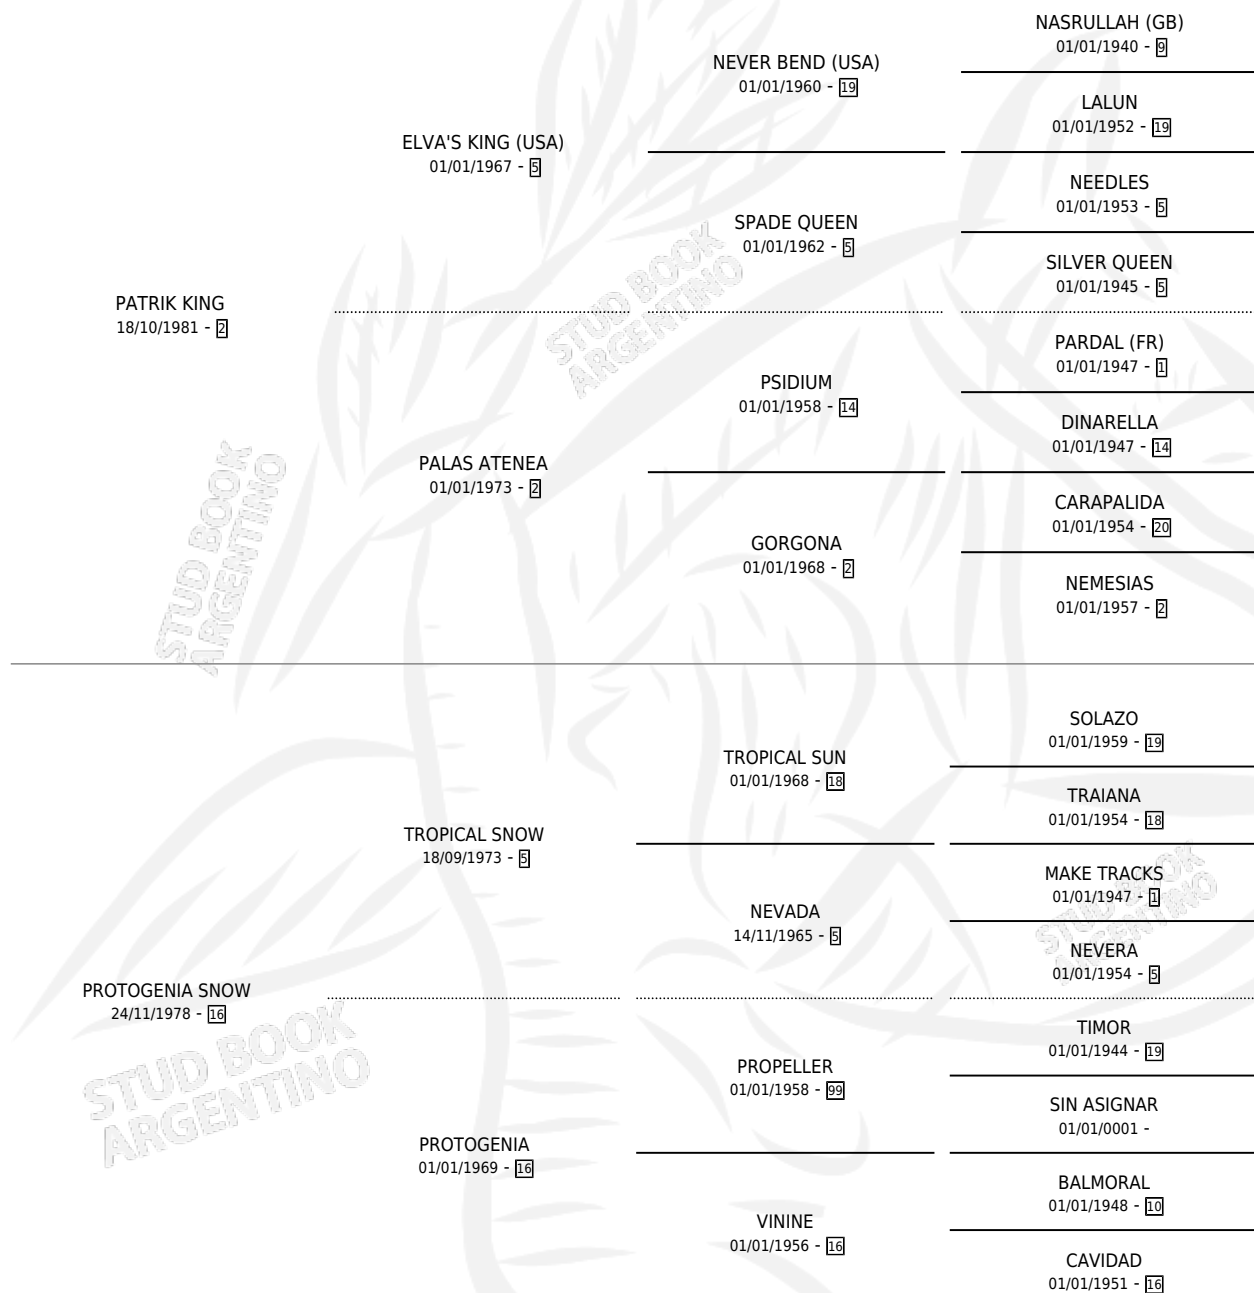 NASRULLAH (GB)
01/01/1940 - 9
NEVER BEND (USA)
01/01/1960 - 19
LALUN
01/01/1952 - 19
ELVA'S KING (USA)
01/01/1967 - 5
NEEDLES
01/01/1953 - 5
SPADE QUEEN
01/01/1962 - 5
SILVER QUEEN
01/01/1945 - 5
PATRIK KING
18/10/1981 - 2
PARDAL (FR)
01/01/1947 - 1
PSIDIUM
01/01/1958 - 14
DINARELLA
01/01/1947 - 14
PALAS ATENEA
01/01/1973 - 2
CARAPALIDA
01/01/1954 - 20
GORGONA
01/01/1968 - 2
NEMESIAS
01/01/1957 - 2
SOLAZO
01/01/1959 - 19
TROPICAL SUN
01/01/1968 - 18
TRAIANA
01/01/1954 - 18
TROPICAL SNOW
18/09/1973 - 5
MAKE TRACKS
01/01/1947 - 1
NEVADA
14/11/1965 - 5
NEVERA
01/01/1954 - 5
PROTOGENIA SNOW
24/11/1978 - 16
TIMOR
01/01/1944 - 19
PROPELLER
01/01/1958 - 99
SIN ASIGNAR
01/01/0001 -
PROTOGENIA
01/01/1969 - 16
BALMORAL
01/01/1948 - 10
VININE
01/01/1956 - 16
CAVIDAD
01/01/1951 - 16
STUD BOOK
ARGENTINO
STUD BOOK
ARGENTINO
STUD BOOK
ARGENTINO
STUD BOOK
ARGENTINO